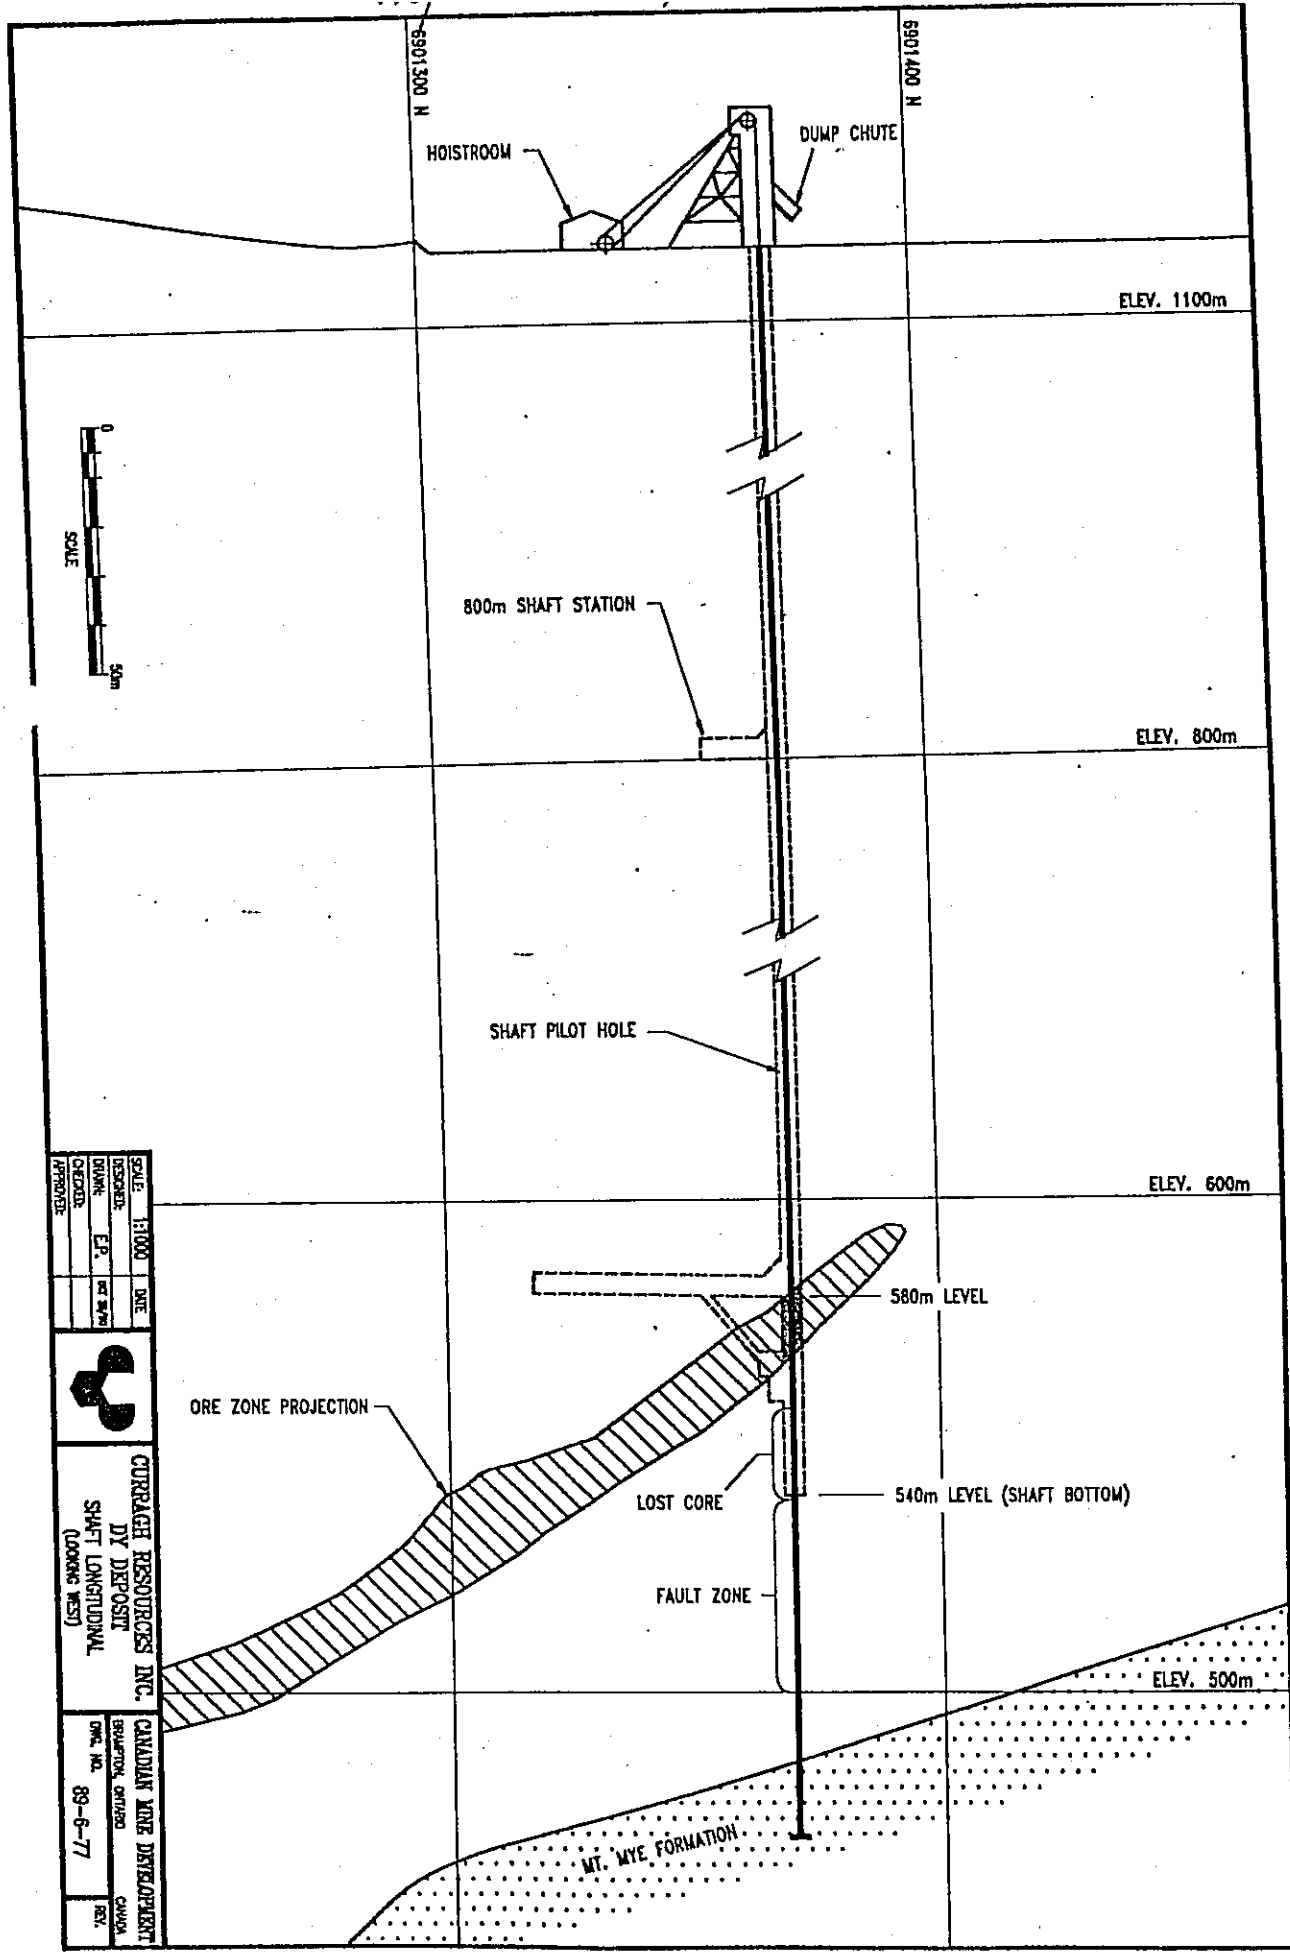 6901300 N
6901400 N
HOISTROOM
DUMP CHUTE
ELEV. 1100m
0
50m
SCALE
800m SHAFT STATION
ELEV. 800m
SHAFT PILOT HOLE
ELEV. 600m
580m LEVEL
ORE ZONE PROJECTION
LOST CORE
540m LEVEL (SHAFT BOTTOM)
FAULT ZONE
ELEV. 500m
MT. MYE FORMATION
SCALE: 1:1000 DATE
DESIGNED:
DRAWN: E.P.
CHECKED:
APPROVED:
CURRAGH RESOURCES INC.
DY DEPOSIT
SHAFT LONGITUDINAL
(LOOKING WEST)
CANADIAN MINE DEVELOPMENT
BRAMPTON, ONTARIO CANADA
DWG. NO. 89-6-77
REV.